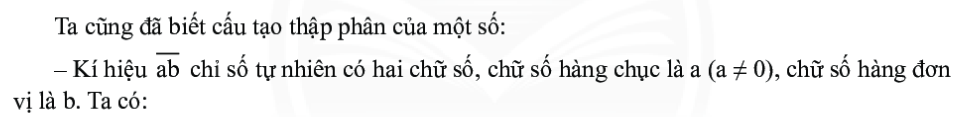 Ta cũng đã biết cấu tạo thập phân của một số:
– Kí hiệu a̅b̅ chỉ số tự nhiên có hai chữ số, chữ số hàng chục là a (a ≠ 0), chữ số hàng đơn
vị là b. Ta có: